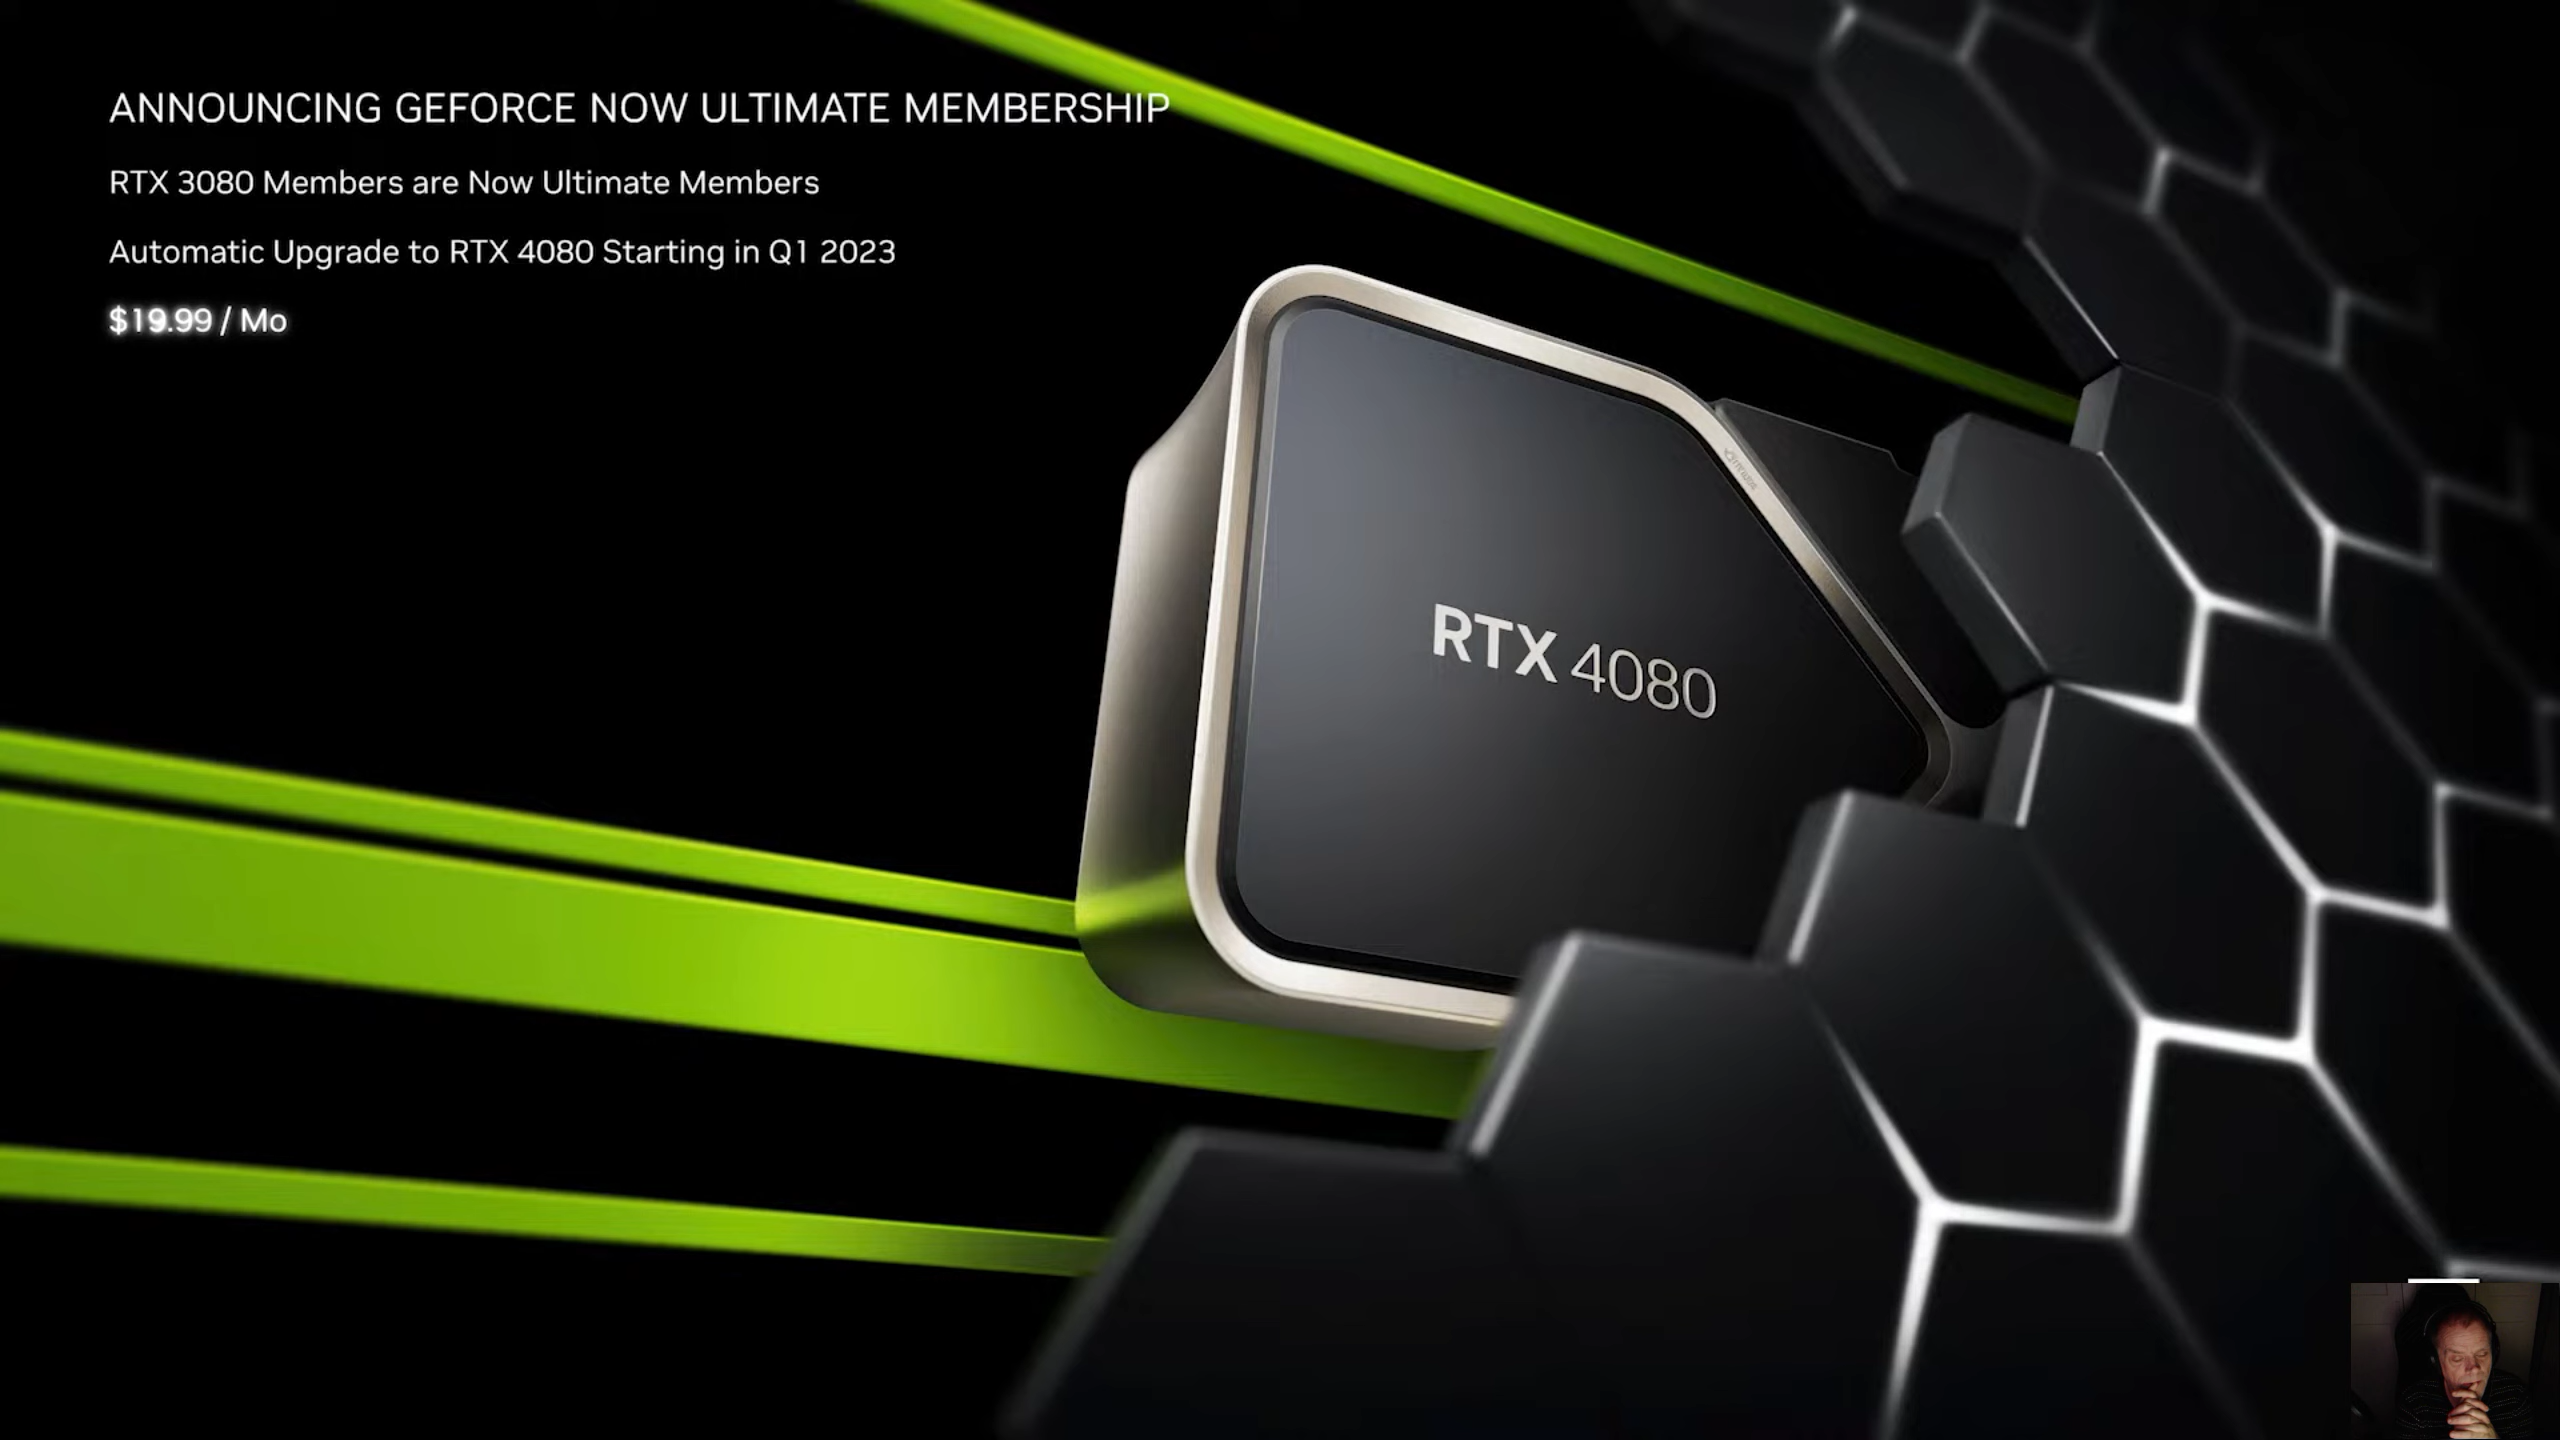 ANNOUNCING GEFORCE NOW ULTIMATE MEMBERSHIP
RTX 3080 Members are Now Ultimate Members
Automatic Upgrade to RTX 4080 Starting in Q1 2023
$19.99 / Mo
RTX 4080